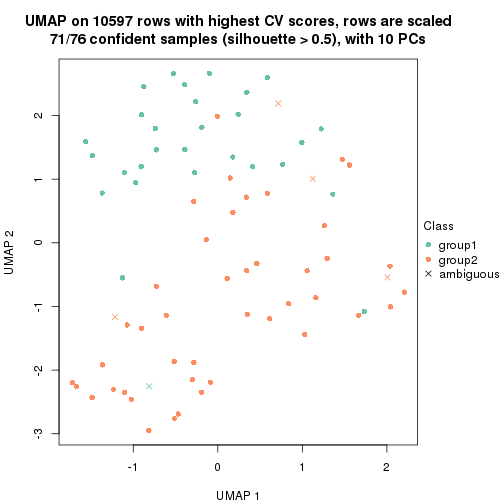 UMAP on 10597 rows with highest CV scores, rows are scaled
71/76 confident samples (silhouette > 0.5), with 10 PCs
2
1
0
-1
-2
-3
UMAP 2
-1
0
1
2
UMAP 1
Class
group1
group2
ambiguous